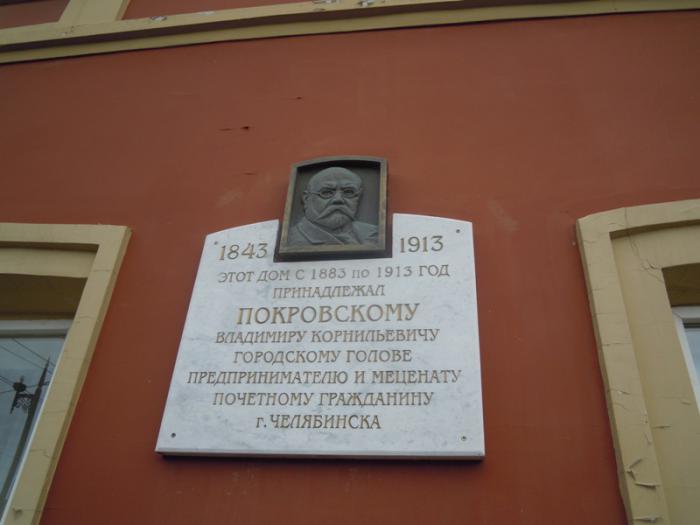 1843 1913
ЭТОТ ДОМ С 1883 ПО 1913 ГОД
ПРИНАДЛЕЖАЛ
ПОКРОВСКОМУ
ВЛАДИМИРУ КОРНИЛЬЕВИЧУ
ГОРОДСКОМУ ГОЛОВЕ
ПРЕДПРИНИМАТЕЛЮ И МЕЦЕНАТУ
ПОЧЕТНОМУ ГРАЖДАНИНУ
г. ЧЕЛЯБИНСКА